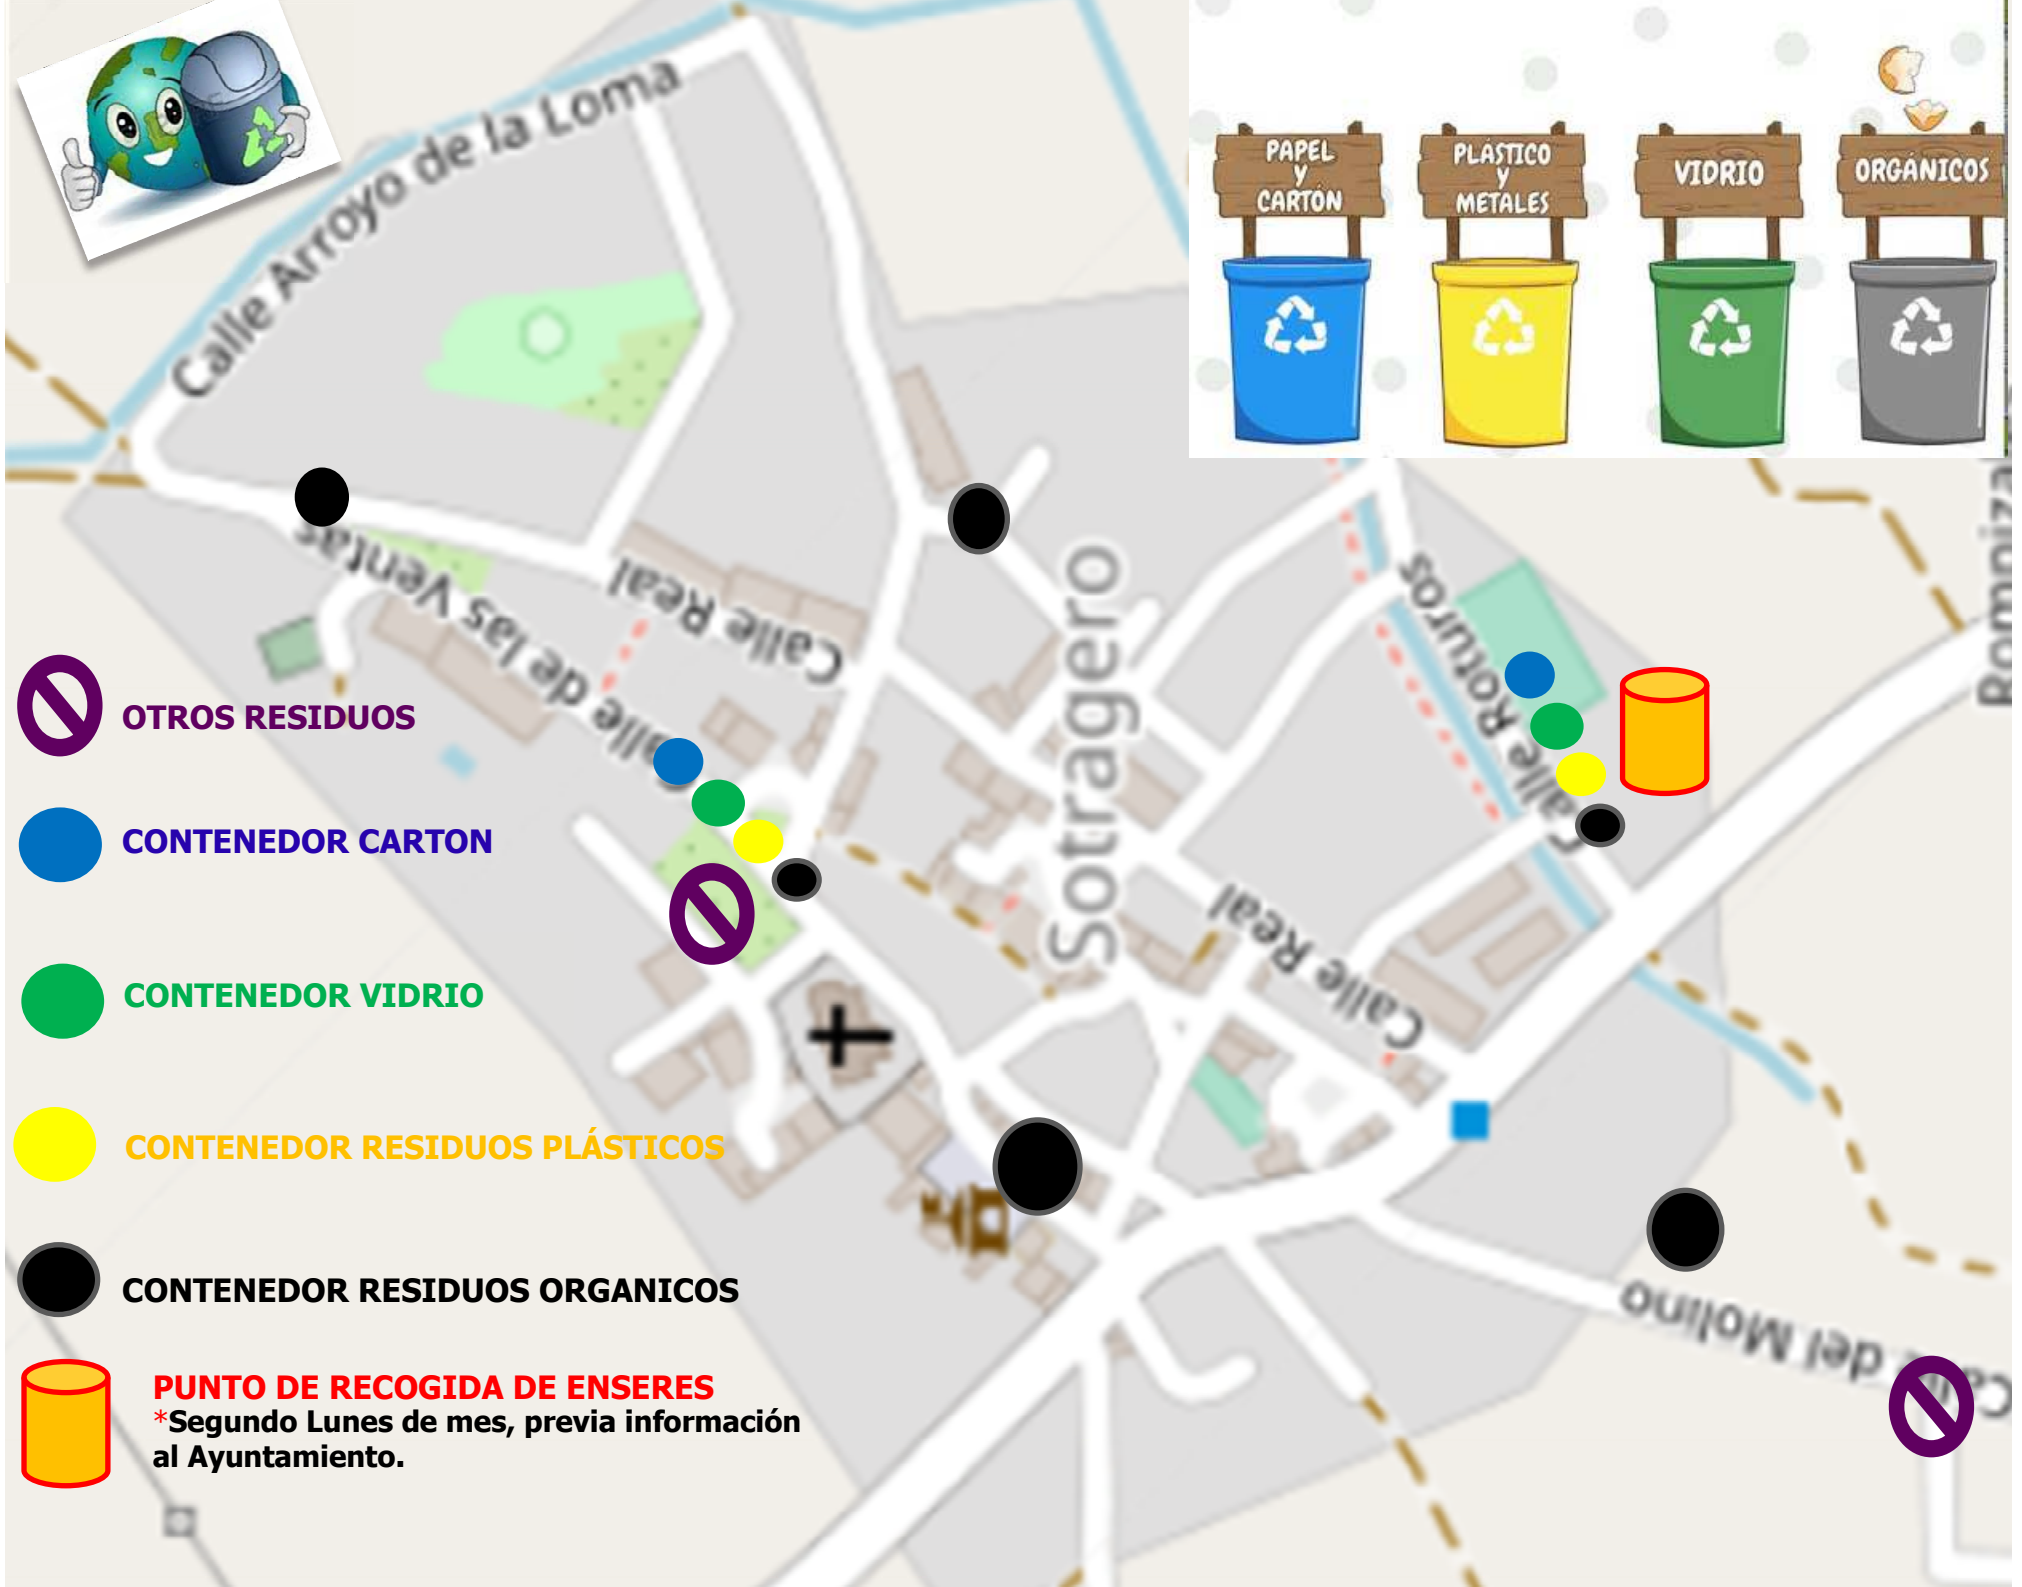 Calle Arroyo de la Loma
PAPEL
Y
CARTÓN
PLÁSTICO
Y
METALES
VIDRIO
ORGÁNICOS
Calle de las Ventas
Calle Real
Sotragero
Calle Roturos
Calle Real
Calle del Molino
OTROS RESIDUOS
CONTENEDOR CARTON
CONTENEDOR VIDRIO
CONTENEDOR RESIDUOS PLÁSTICOS
CONTENEDOR RESIDUOS ORGANICOS
PUNTO DE RECOGIDA DE ENSERES
*Segundo Lunes de mes, previa información
al Ayuntamiento.